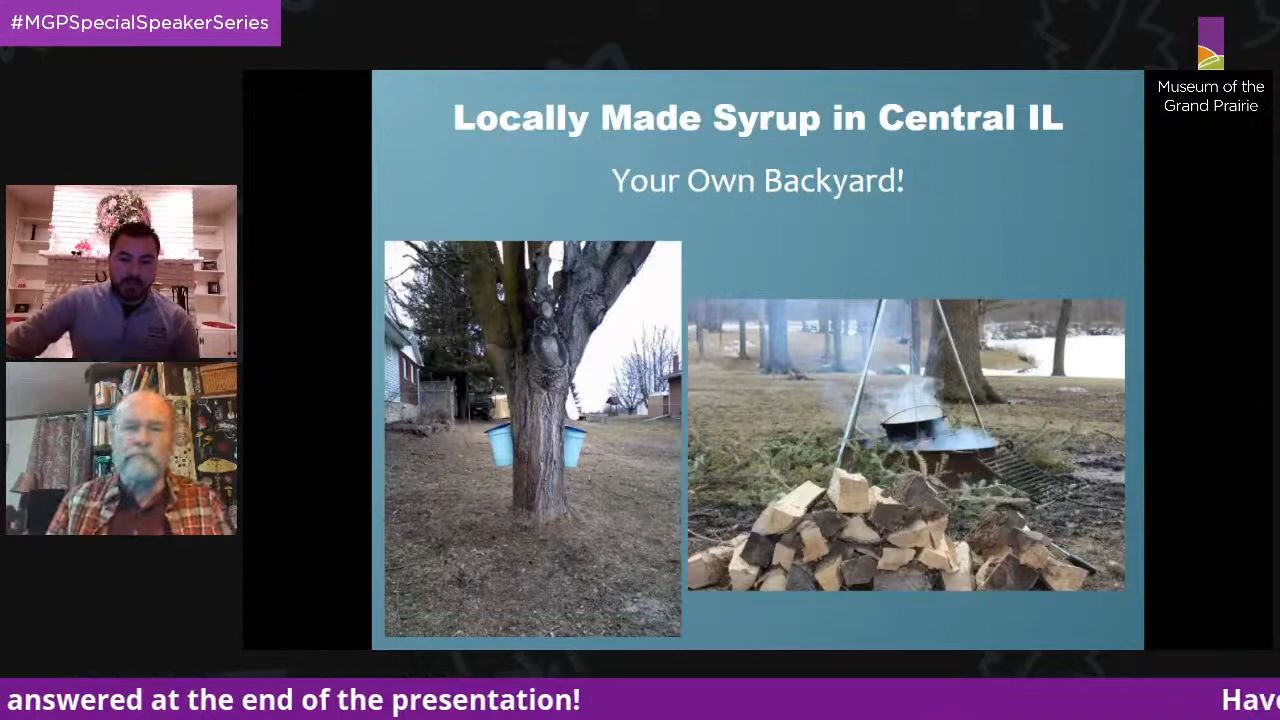 #MGPSpecialSpeakerSeries
Museum of the
Grand Prairie
Locally Made Syrup in Central IL
Your Own Backyard!
answered at the end of the presentation!
Have